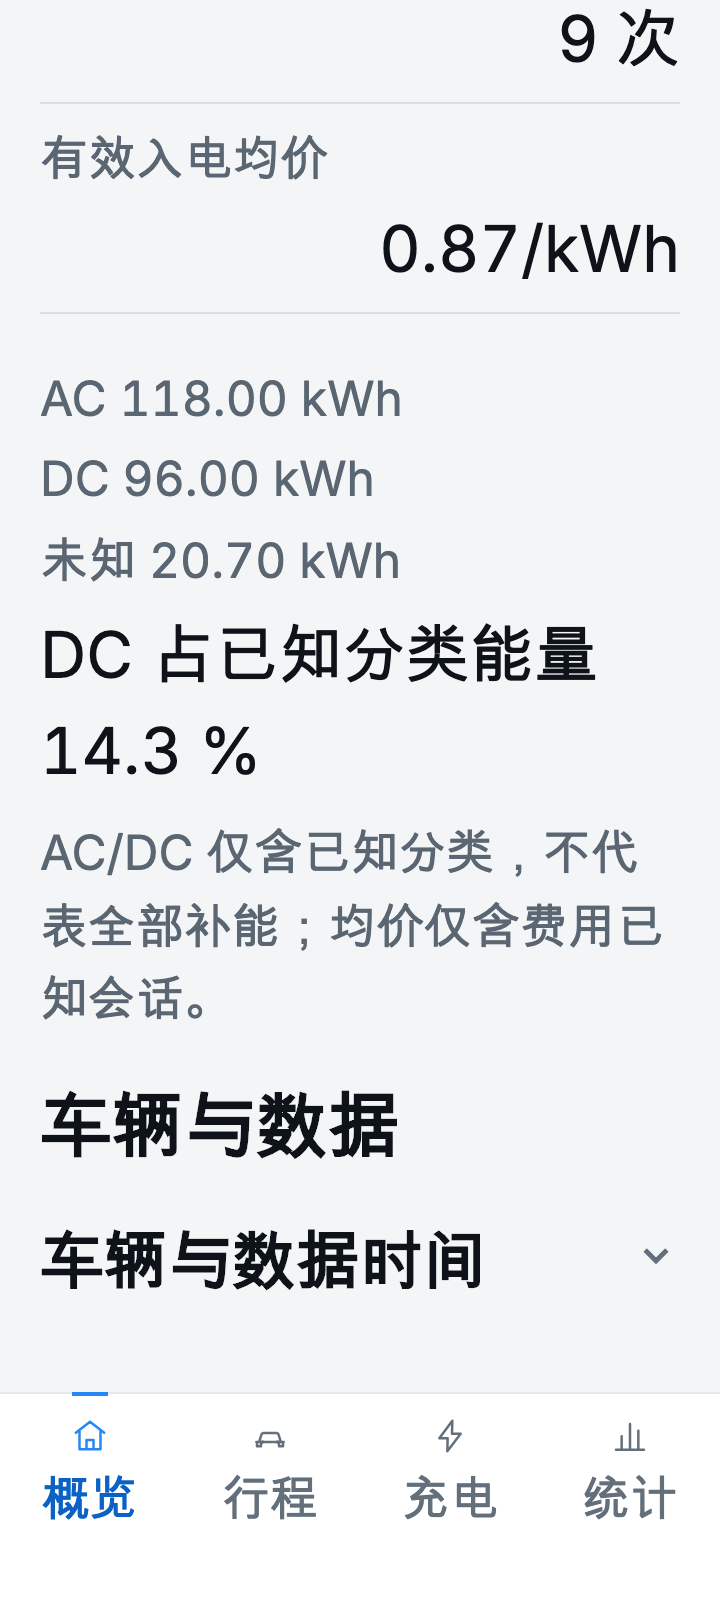 9 次
有效入电均价
0.87/kWh
AC 118.00 kWh
DC 96.00 kWh
未知 20.70 kWh
DC 占已知分类能量
14.3 %
AC/DC 仅含已知分类，不代
表全部补能；均价仅含费用已
知会话。
车辆与数据
车辆与数据时间
概览
行程
充电
统计